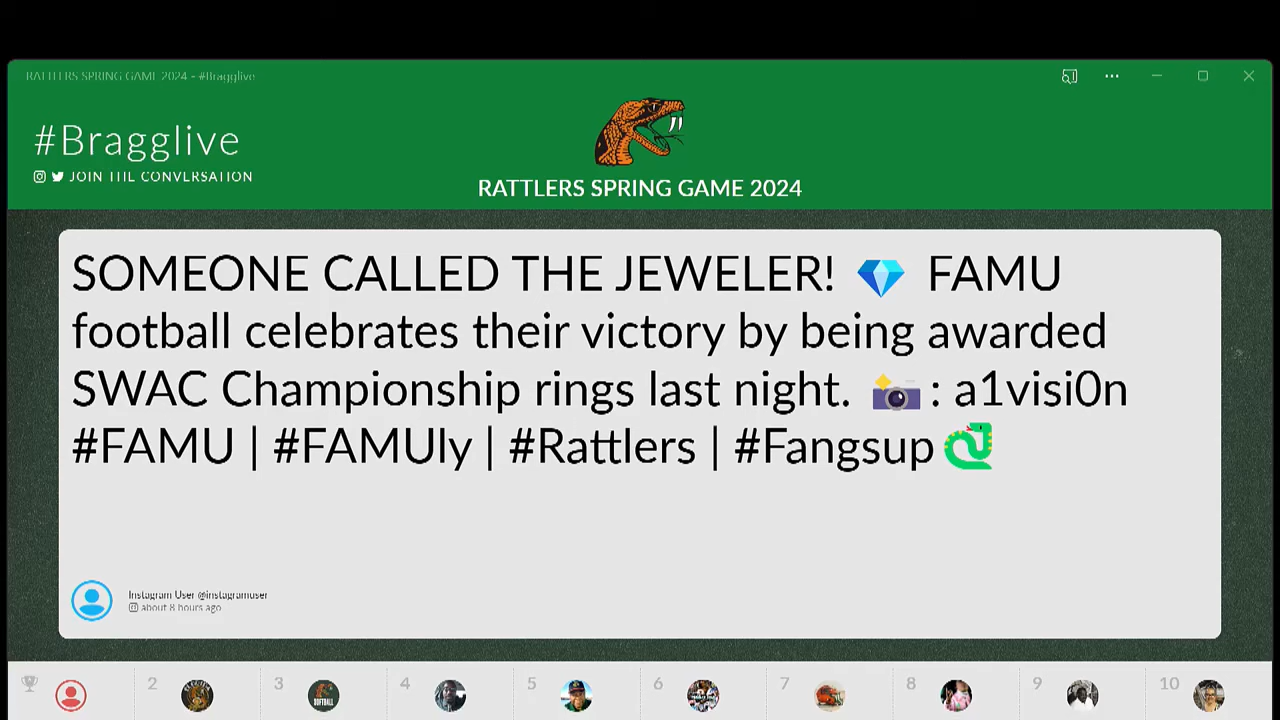 RATTLERS SPRING GAME 2024 - #Bragglive
#Bragglive
JOIN THE CONVERSATION
RATTLERS SPRING GAME 2024
SOMEONE CALLED THE JEWELER! 💎 FAMU
football celebrates their victory by being awarded
SWAC Championship rings last night. 📸 : a1visi0n
#FAMU | #FAMUly | #Rattlers | #Fangsup🐍
Instagram User @instagramuser
about 8 hours ago
2 3 4 5 6 7 8 9 10
SOFTBALL